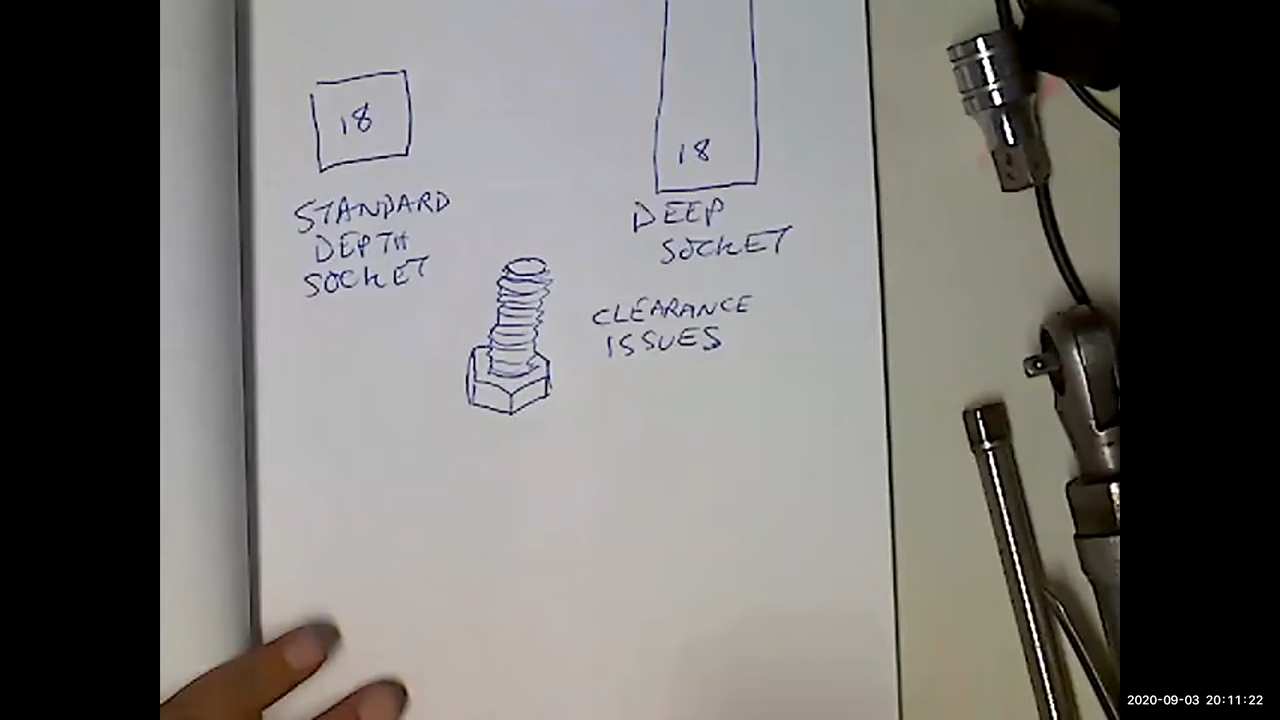 18
STANDARD
DEPTH
SOCKET
18
DEEP
SOCKET
CLEARANCE
ISSUES
2020-09-03 20:11:22